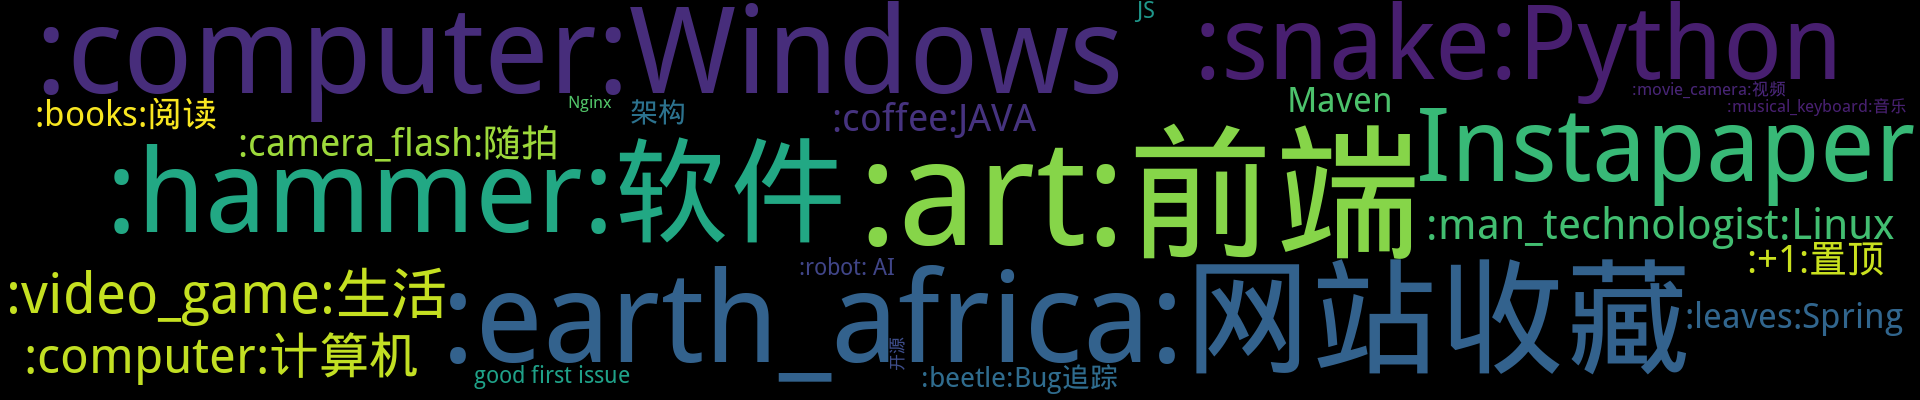 :computer:Windows
JS
:snake:Python
:books:阅读
Nginx
架构
:coffee:JAVA
Maven
:movie_camera:视频
:musical_keyboard:音乐
:camera_flash:随拍
:hammer:软件
:art:前端
Instapaper
:man_technologist:Linux
:+1:置顶
:video_game:生活
:robot: AI
:earth_africa:网站收藏
:leaves:Spring
:computer:计算机
开源
good first issue
:beetle:Bug追踪